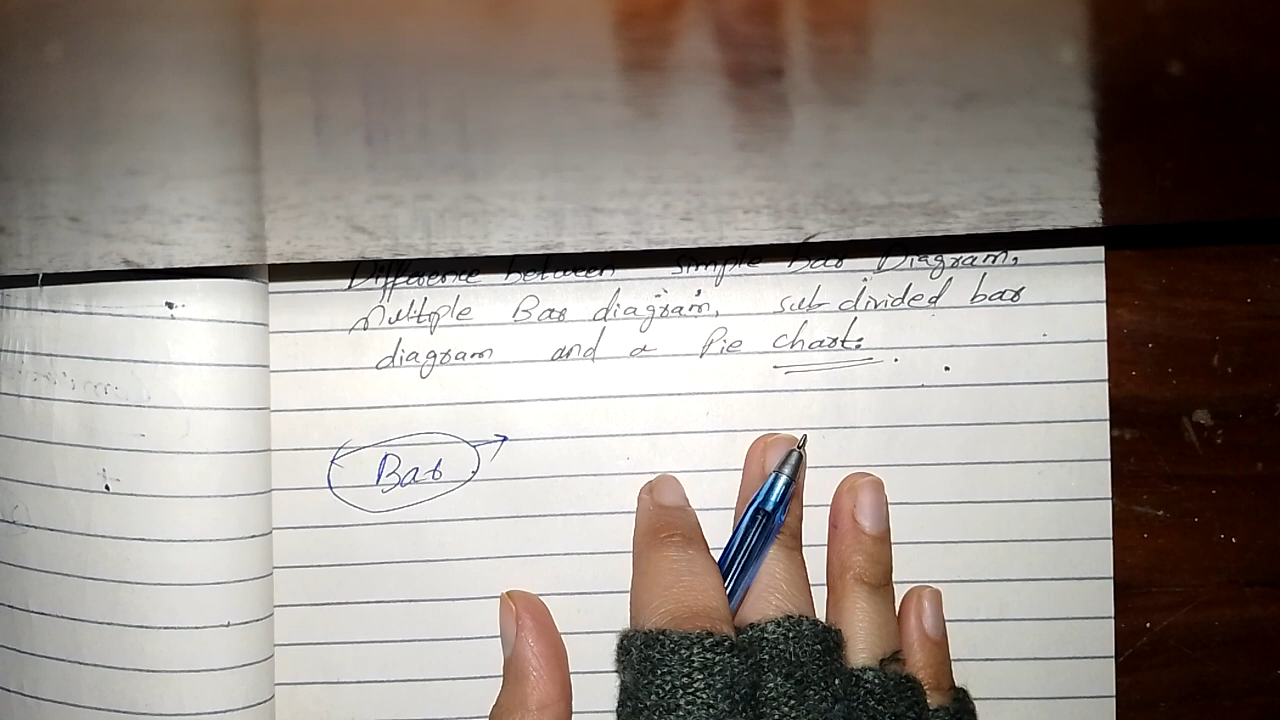 Difference between simple bar Diagram,
Multiple Bar diagram, sub divided bar
diagram and a Pie chart.
Bar